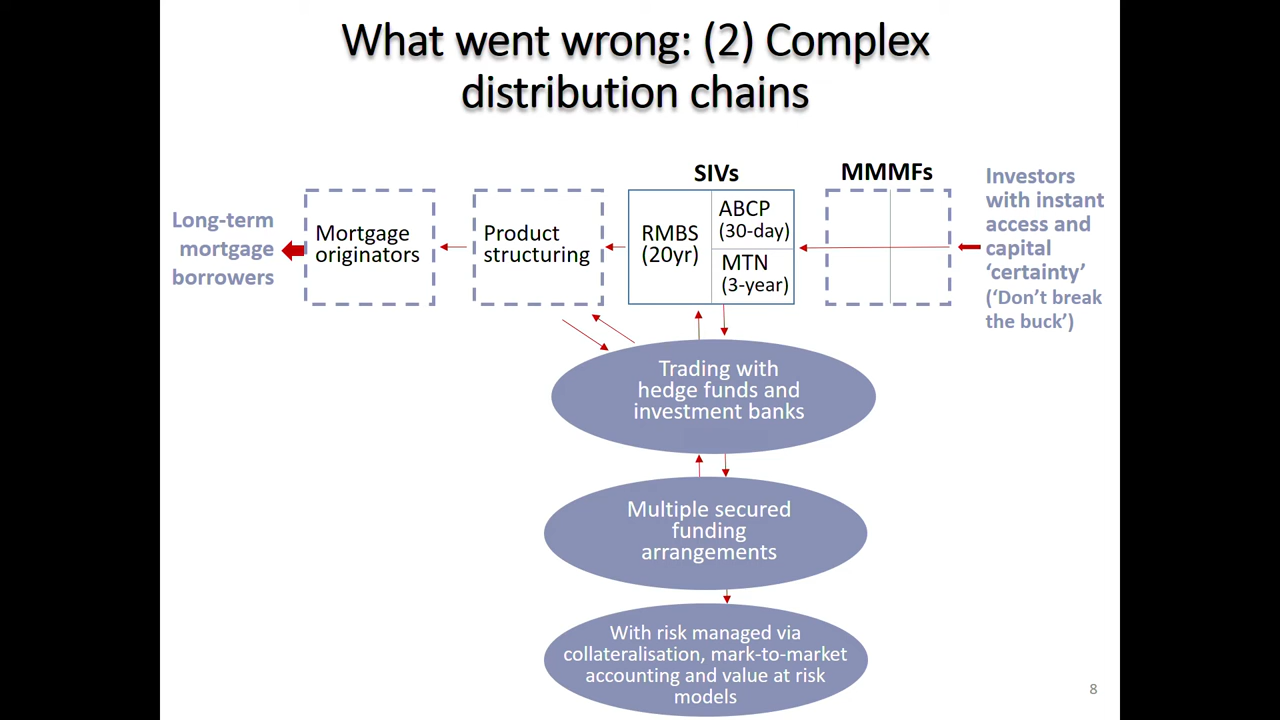 What went wrong: (2) Complex
distribution chains
Long-term
mortgage
borrowers
Mortgage
originators
Product
structuring
SIVs
RMBS
(20yr)
ABCP
(30-day)
MTN
(3-year)
MMMFs
Investors
with instant
access and
capital
‘certainty’
(‘Don’t break
the buck’)
Trading with
hedge funds and
investment banks
Multiple secured
funding
arrangements
With risk managed via
collateralisation, mark-to-market
accounting and value at risk
models
8